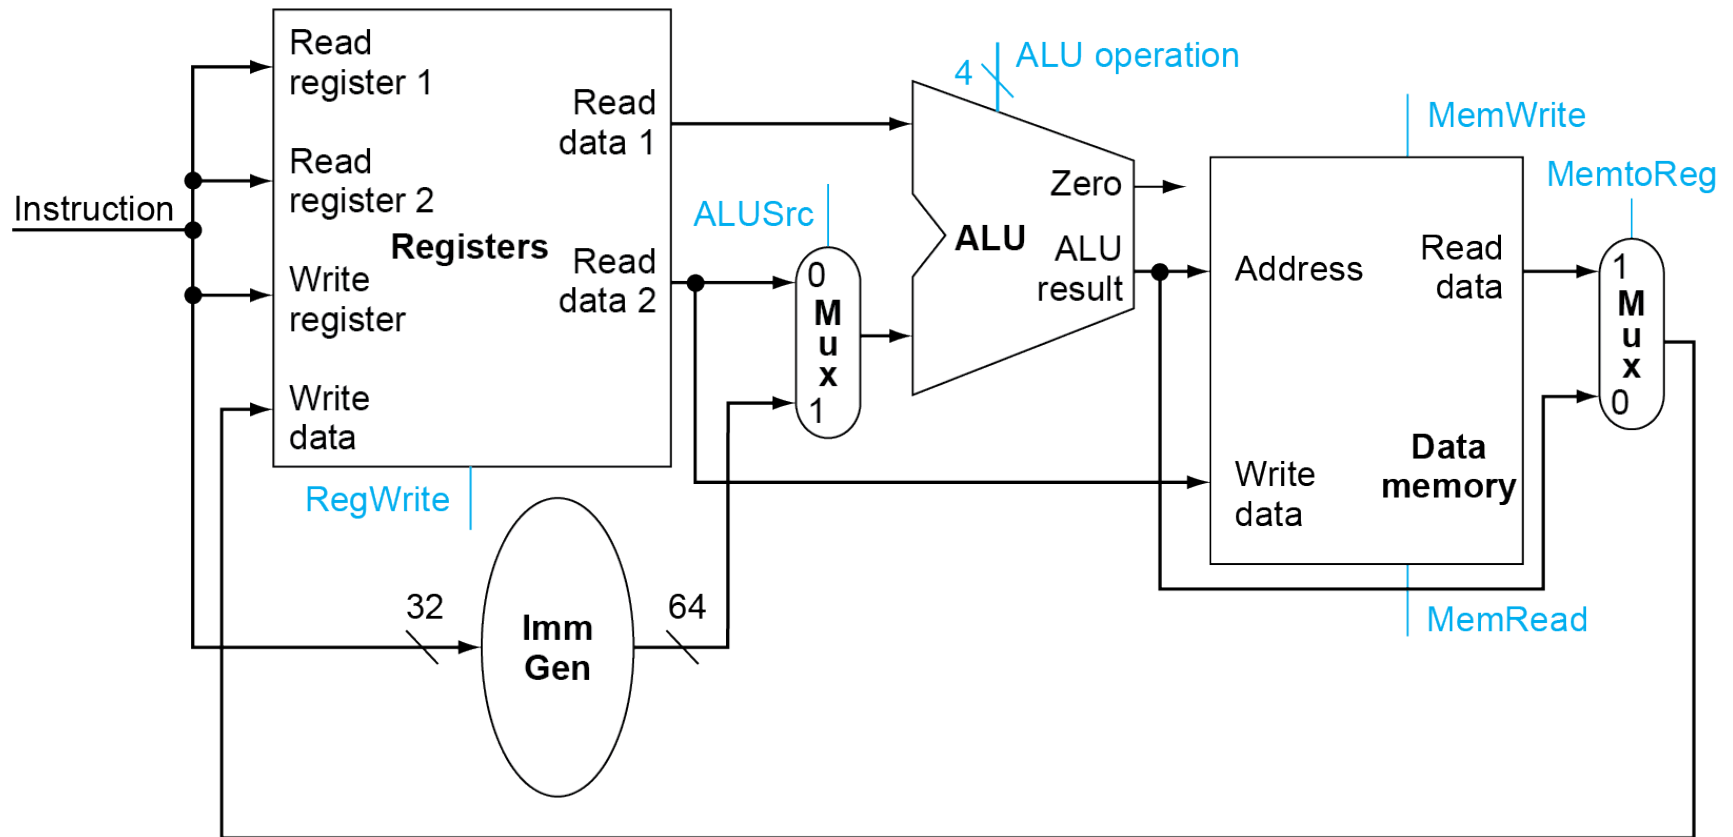 Instruction
Read
register 1
Read
register 2
Write
register
Write
data
Registers
Read
data 1
Read
data 2
RegWrite
32
Imm
Gen
64
ALUSrc
0
M
u
x
1
4
ALU operation
ALU
Zero
ALU
result
MemWrite
Address
Read
data
Write
data
Data
memory
MemRead
MemtoReg
1
M
u
x
0